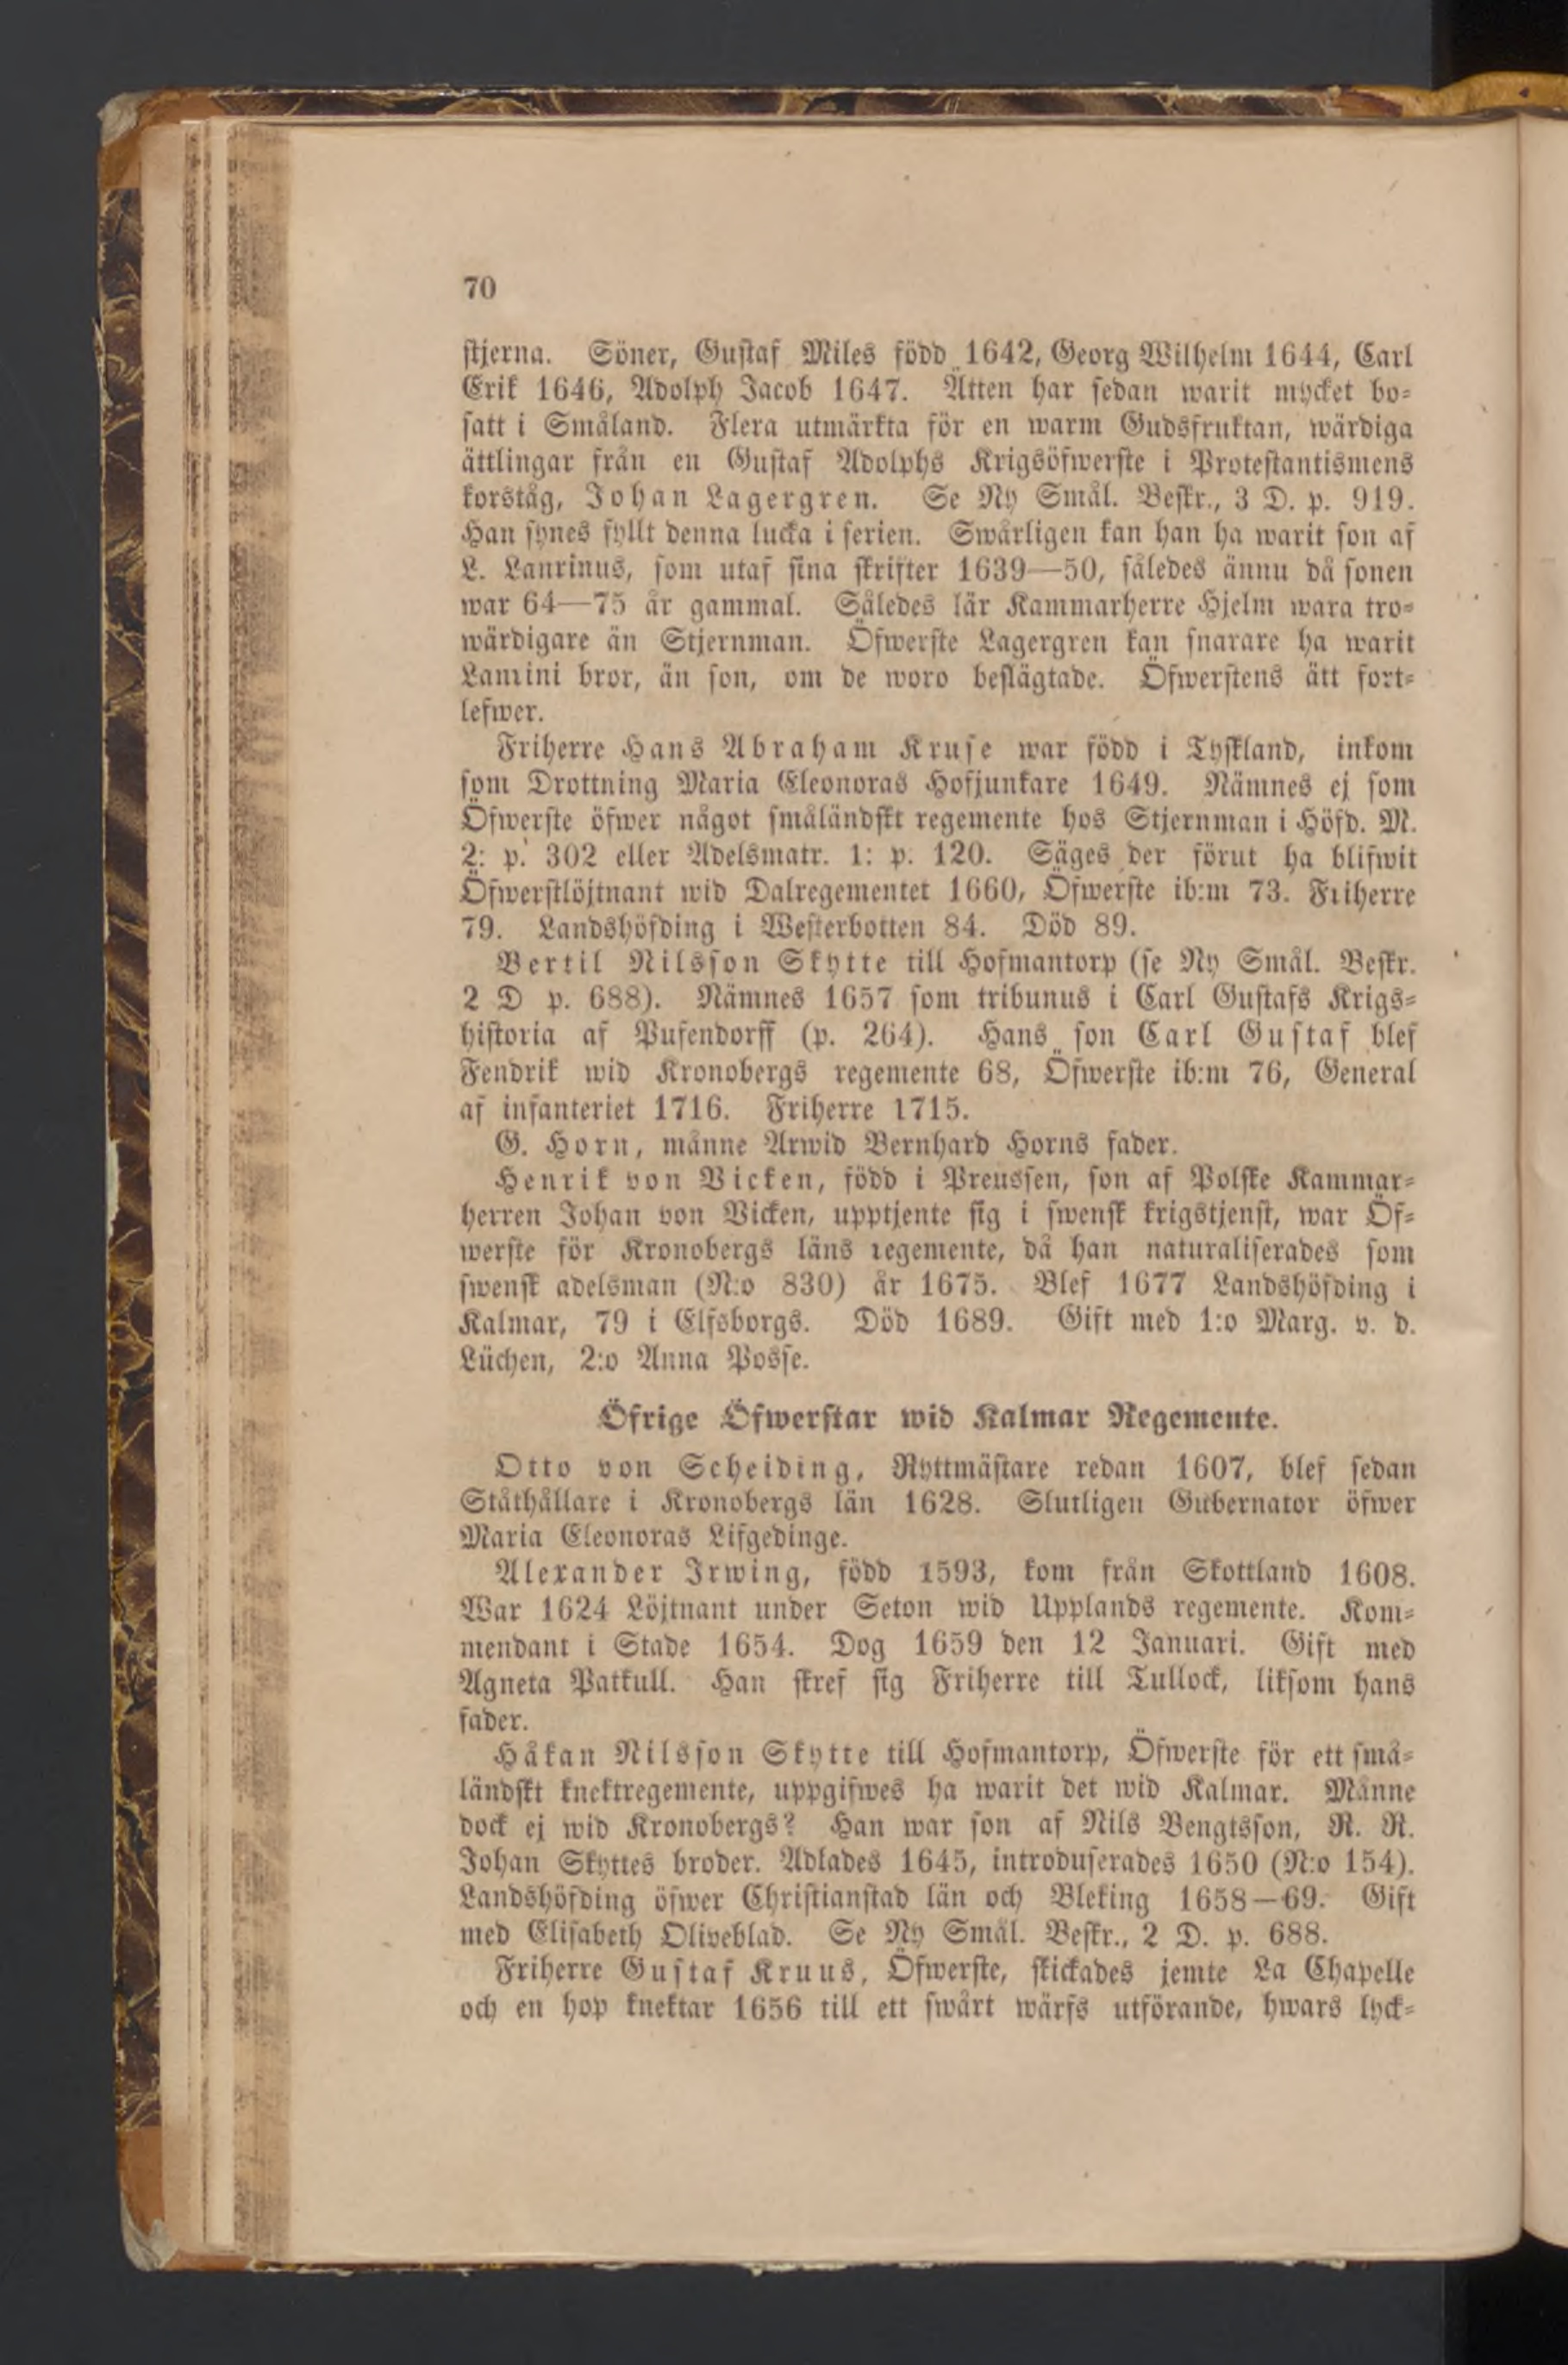 70
stjerna. Söner, Gustaf Miles född 1642, Georg Wilhelm 1644, Carl
Erik 1646, Adolph Jacob 1647. Ätten har sedan warit mycket bo-
satt i Småland. Flera utmärkta för en warm Gudsfruktan, wärdiga
ättlingar från en Gustaf Adolphs Krigsöfwerste i Protestantismens
korståg, Johan Lagergren. Se Ny Smål. Beskr., 3 D. p. 919.
Han synes fyllt denna lucka i serien. Swårligen kan han ha warit son af
L. Laurinus, som utaf sina skrifter 1639—50, således ännu då sonen
war 64—75 år gammal. Således lär Kammarherre Hjelm wara tro-
wärdigare än Stjernman. Öfwerste Lagergren kan snarare ha warit
Laurini bror, än son, om de woro beslägtade. Öfwerstens ätt fort-
lefwer.
Friherre Hans Abraham Kruse war född i Tyskland, inkom
som Drottning Maria Eleonoras Hofjunkare 1649. Nämnes ej som
Öfwerste öfwer något småländskt regemente hos Stjernman i Höfd. M.
2: p. 302 eller Adelsmatr. 1: p. 120. Säges der förut ha blifwit
Öfwerstlöjtnant wid Dalregementet 1660, Öfwerste ib:m 73. Friherre
79. Landshöfding i Westerbotten 84. Död 89.
Bertil Nilsson Skytte till Hofmantorp (se Ny Smål. Beskr.
2 D p. 688). Nämnes 1657 som tribunus i Carl Gustafs Krigs-
historia af Pufendorff (p. 264). Hans son Carl Gustaf blef
Fendrik wid Kronobergs regemente 68, Öfwerste ib:m 76, General
af infanteriet 1716. Friherre 1715.
G. Horn, månne Arwid Bernhard Horns fader.
Henrik von Vicken, född i Preussen, son af Polske Kammar-
herren Johan von Vicken, upptjente sig i swensk krigstjenst, war Öf-
werste för Kronobergs läns regemente, då han naturaliserades som
swensk adelsman (N:o 830) år 1675. Blef 1677 Landshöfding i
Kalmar, 79 i Elfsborgs. Död 1689. Gift med 1:o Marg. v. d.
Lüchen, 2:o Anna Posse.
Öfrige Öfwerstar wid Kalmar Regemente.
Otto von Scheiding, Ryttmästare redan 1607, blef sedan
Ståthållare i Kronobergs län 1628. Slutligen Gubernator öfwer
Maria Eleonoras Lifgedinge.
Alexander Irwing, född 1593, kom från Skottland 1608.
War 1624 Löjtnant under Seton wid Upplands regemente. Kom-
mendant i Stade 1654. Dog 1659 den 12 Januari. Gift med
Agneta Patkull. Han skref sig Friherre till Tullock, liksom hans
fader.
Håkan Nilsson Skytte till Hofmantorp, Öfwerste för ett små-
ländskt knektregemente, uppgifwes ha warit det wid Kalmar. Månne
dock ej wid Kronobergs? Han war son af Nils Bengtsson, R. R.
Johan Skyttes broder. Adlades 1645, introduserades 1650 (N:o 154).
Landshöfding öfwer Christianstad län och Bleking 1658—69. Gift
med Elisabeth Oliveblad. Se Ny Smål. Beskr., 2 D. p. 688.
Friherre Gustaf Kruus, Öfwerste, skickades jemte La Chapelle
och en hop knektar 1656 till ett swårt wärfs utförande, hwars lyck-